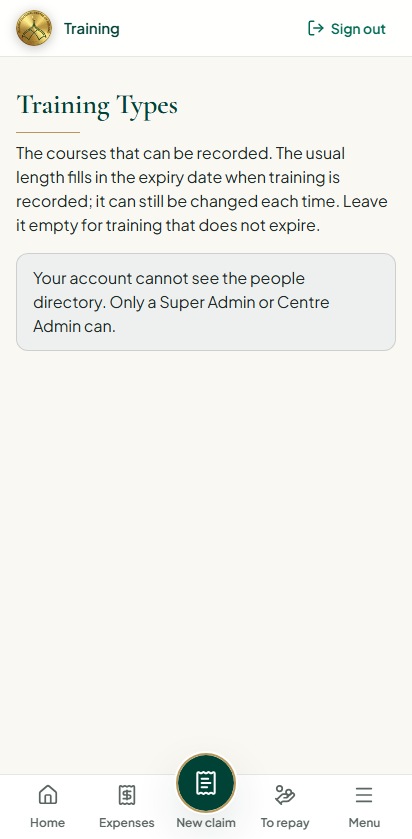 Training
Sign out
Training Types
The courses that can be recorded. The usual
length fills in the expiry date when training is
recorded; it can still be changed each time. Leave
it empty for training that does not expire.
Your account cannot see the people
directory. Only a Super Admin or Centre
Admin can.
Home
Expenses
New claim
To repay
Menu